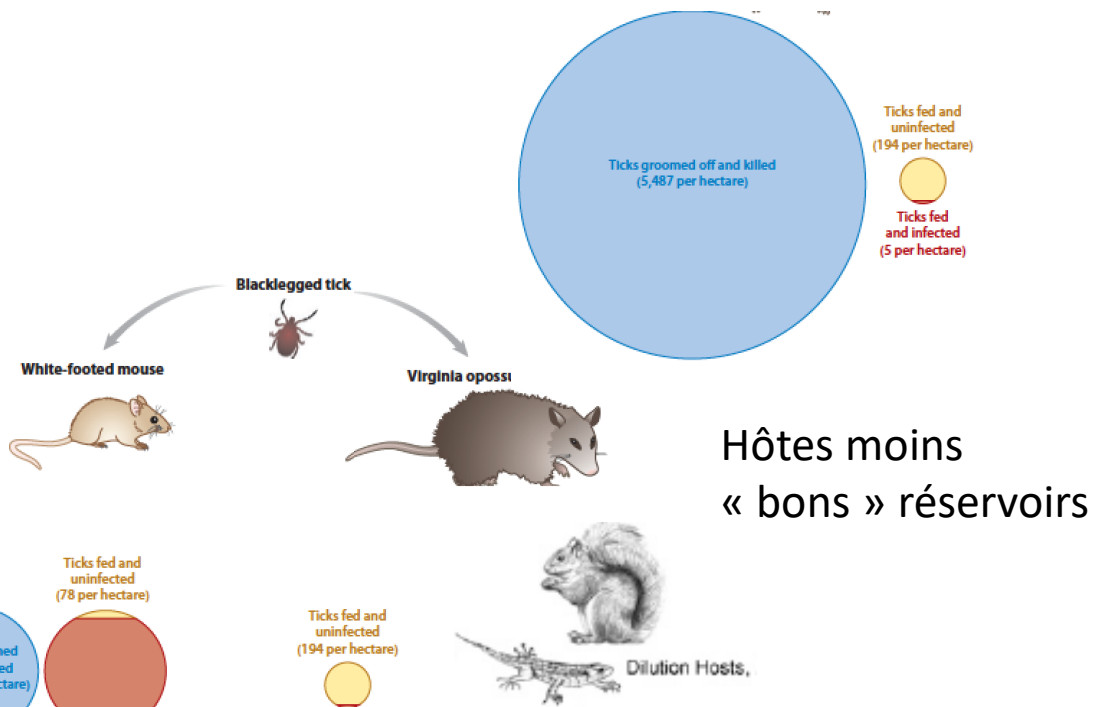 Ticks groomed off and killed
(5,487 per hectare)
Ticks fed and
uninfected
(194 per hectare)
Ticks fed
and infected
(5 per hectare)
Blacklegged tick
White-footed mouse
Virginia opossu
Hôtes moins
« bons » réservoirs
Ticks fed and
uninfected
(78 per hectare)
Ticks fed and
uninfected
(194 per hectare)
Dilution Hosts,